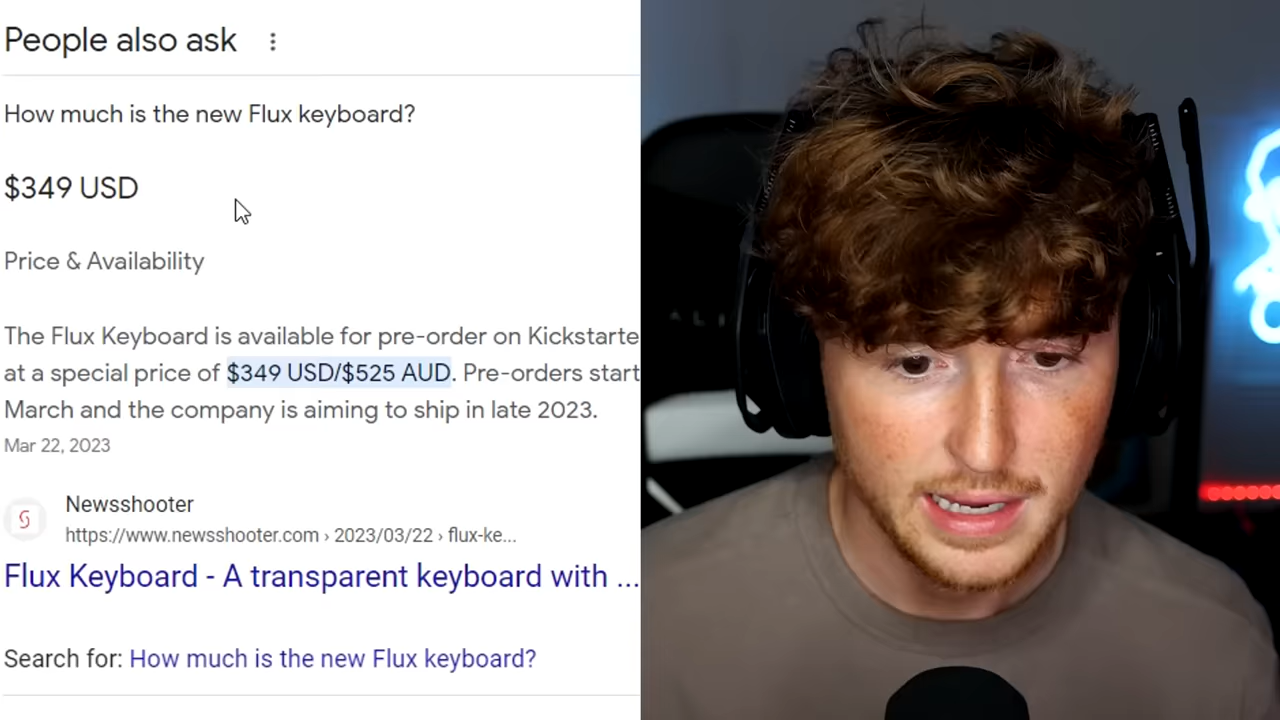 People also ask
How much is the new Flux keyboard?
$349 USD
Price & Availability
The Flux Keyboard is available for pre-order on Kickstarte
at a special price of $349 USD/$525 AUD. Pre-orders start
March and the company is aiming to ship in late 2023.
Mar 22, 2023
Newsshooter
https://www.newsshooter.com › 2023/03/22 › flux-ke...
Flux Keyboard - A transparent keyboard with ...
Search for: How much is the new Flux keyboard?